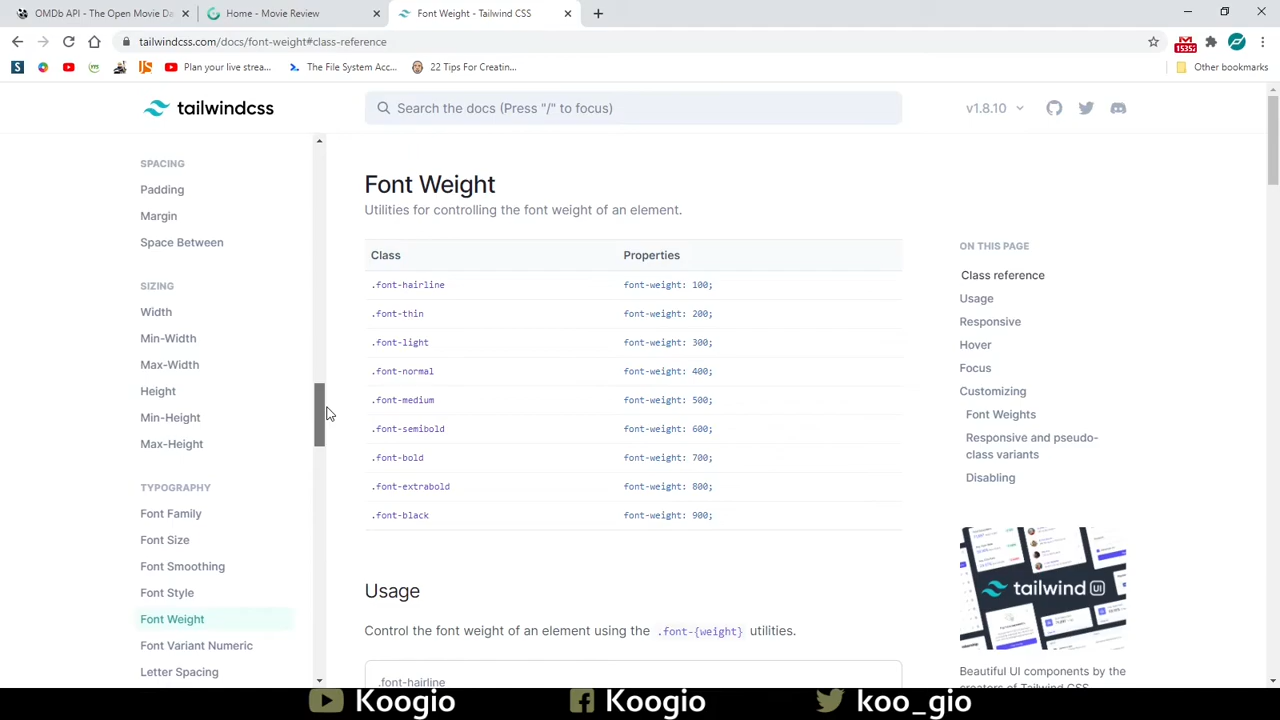 OMDb API - The Open Movie Da
Home - Movie Review
Font Weight - Tailwind CSS
tailwindcss.com/docs/font-weight#class-reference
1535
S
JS
Plan your live strea...
The File System Acc...
22 Tips For Creatin...
Other bookmarks
tailwindcss
Search the docs (Press "/" to focus)
v1.8.10
SPACING
Padding
Margin
Space Between
SIZING
Width
Min-Width
Max-Width
Height
Min-Height
Max-Height
TYPOGRAPHY
Font Family
Font Size
Font Smoothing
Font Style
Font Weight
Font Variant Numeric
Letter Spacing
Font Weight
Utilities for controlling the font weight of an element.
Class Properties
.font-hairline font-weight: 100;
.font-thin font-weight: 200;
.font-light font-weight: 300;
.font-normal font-weight: 400;
.font-medium font-weight: 500;
.font-semibold font-weight: 600;
.font-bold font-weight: 700;
.font-extrabold font-weight: 800;
.font-black font-weight: 900;
Usage
Control the font weight of an element using the .font-{weight} utilities.
.font-hairline
ON THIS PAGE
Class reference
Usage
Responsive
Hover
Focus
Customizing
Font Weights
Responsive and pseudo-
class variants
Disabling
tailwind UI
Beautiful UI components by the
creators of Tailwind CSS.
Koogio Koogio koo_gio